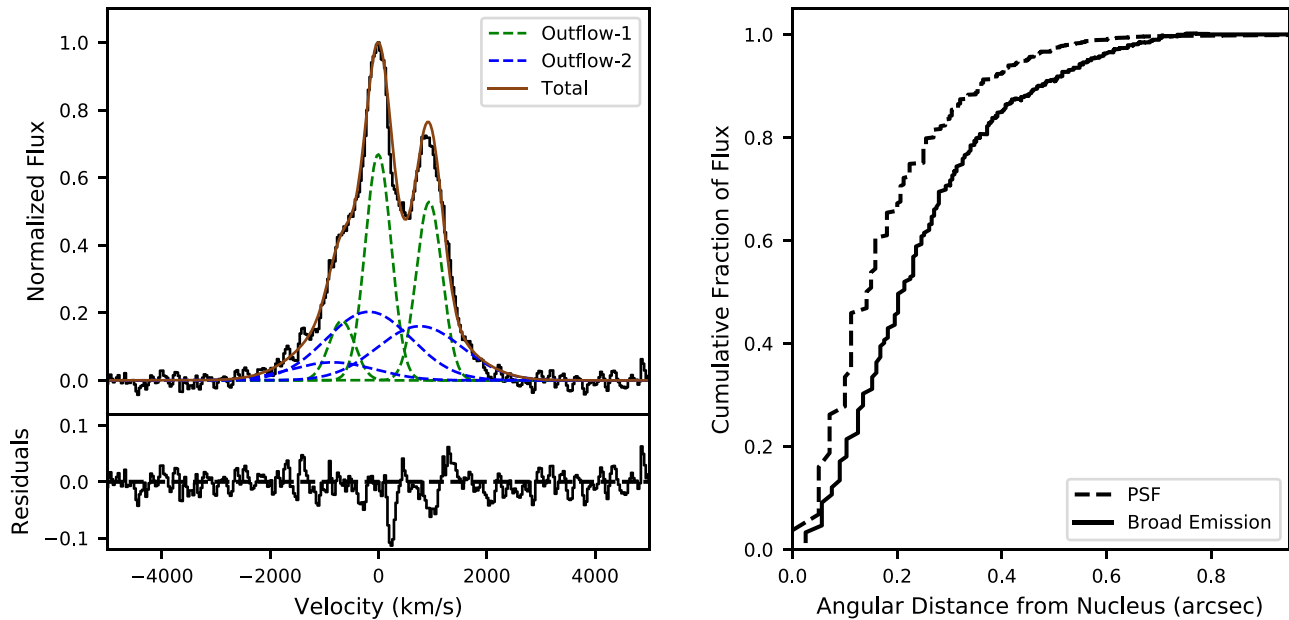 Normalized Flux
1.0
0.8
0.6
0.4
0.2
0.0
Outflow-1
Outflow-2
Total
Residuals
0.1
0.0
−0.1
−4000
−2000
0
2000
4000
Velocity (km/s)
Cumulative Fraction of Flux
1.0
0.8
0.6
0.4
0.2
0.0
PSF
Broad Emission
0.0
0.2
0.4
0.6
0.8
Angular Distance from Nucleus (arcsec)